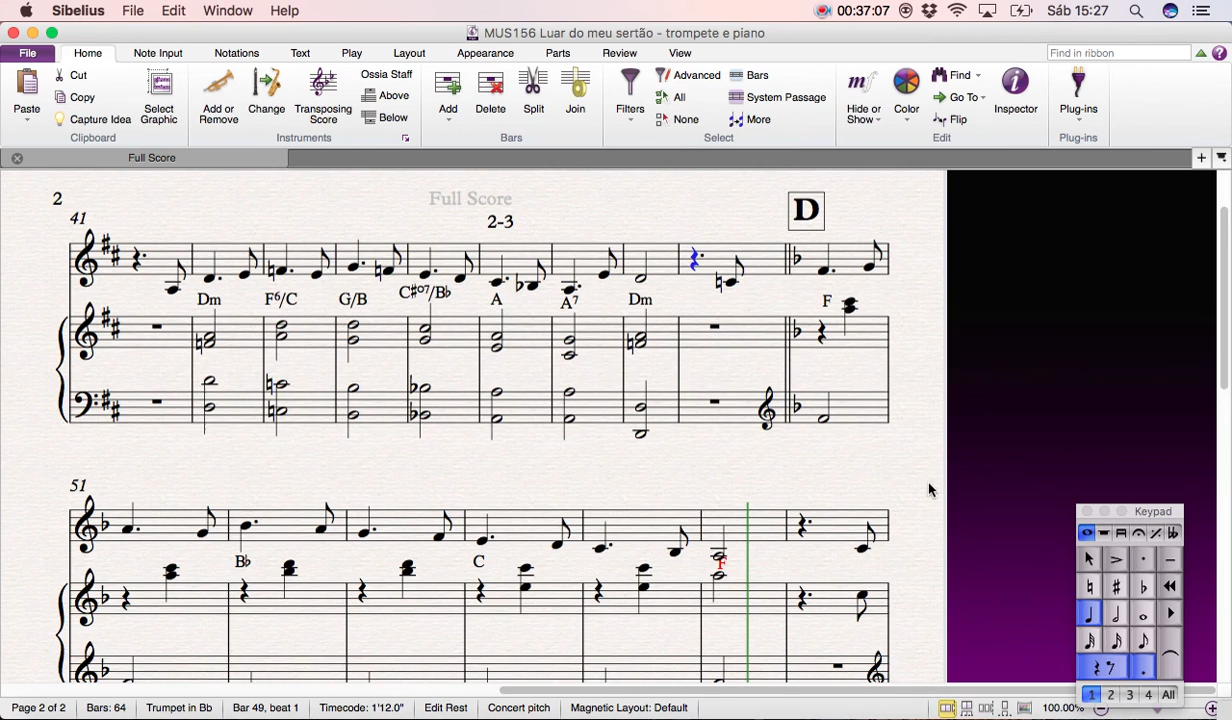 Sibelius File Edit Window Help 00:37:07 Sáb 15:27
MUS156 Luar do meu sertão - trompete e piano
File Home Note Input Notations Text Play Layout Appearance Parts Review View Find in ribbon
Paste Cut Copy Capture Idea Select Graphic
Clipboard
Add or Remove Change Transposing Score Ossia Staff Above Below
Instruments
Add Delete Split Join
Bars
Filters Advanced All None Bars System Passage More
Select
Hide or Show Color Find Go To Flip Inspector
Edit
Plug-ins
Plug-ins
Full Score
2 Full Score
41 2-3 D
Dm F6/C G/B C#o7/Bb A A7 Dm F
51
Bb C F
Keypad
1 2 3 4 All
Page 2 of 2 Bars: 64 Trumpet in Bb Bar 49, beat 1 Timecode: 1'12.0" Edit Rest Concert pitch Magnetic Layout: Default 100.00%